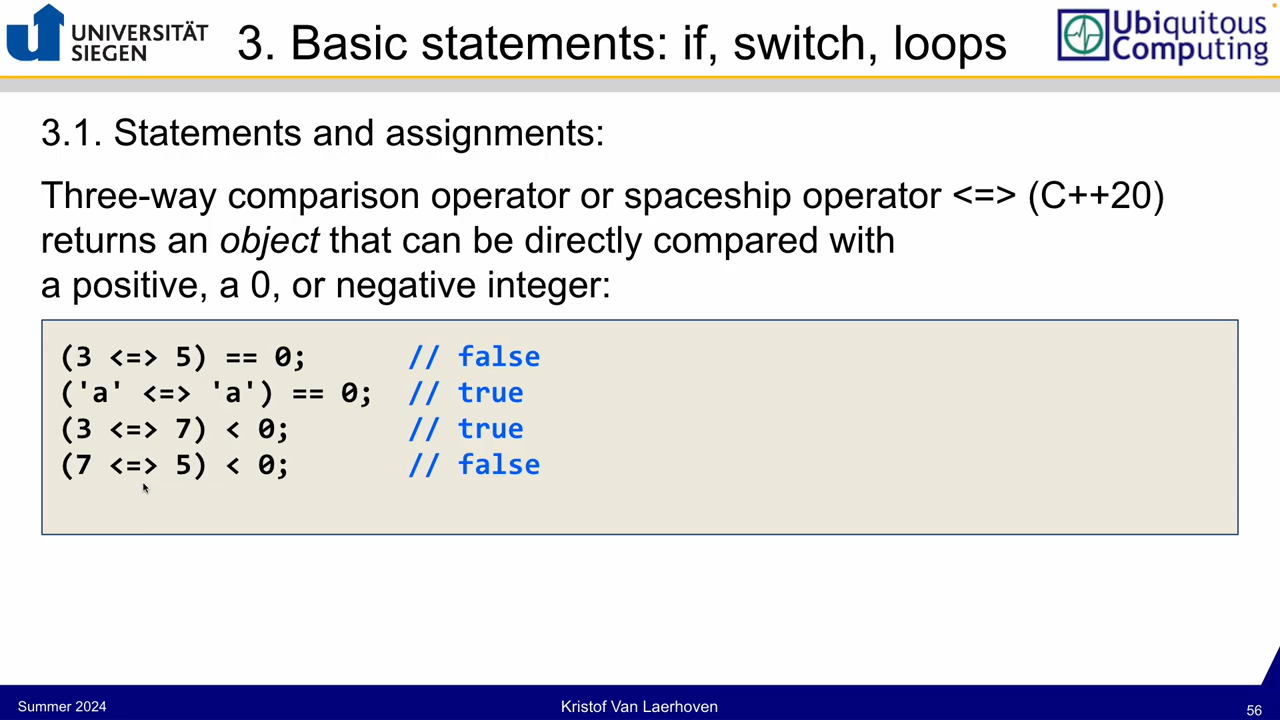 UNIVERSITÄT
SIEGEN
3. Basic statements: if, switch, loops
Ubiquitous
Computing
3.1. Statements and assignments:
Three-way comparison operator or spaceship operator <=> (C++20)
returns an object that can be directly compared with
a positive, a 0, or negative integer:
(3 <=> 5) == 0; // false
('a' <=> 'a') == 0; // true
(3 <=> 7) < 0; // true
(7 <=> 5) < 0; // false
Summer 2024
Kristof Van Laerhoven
56